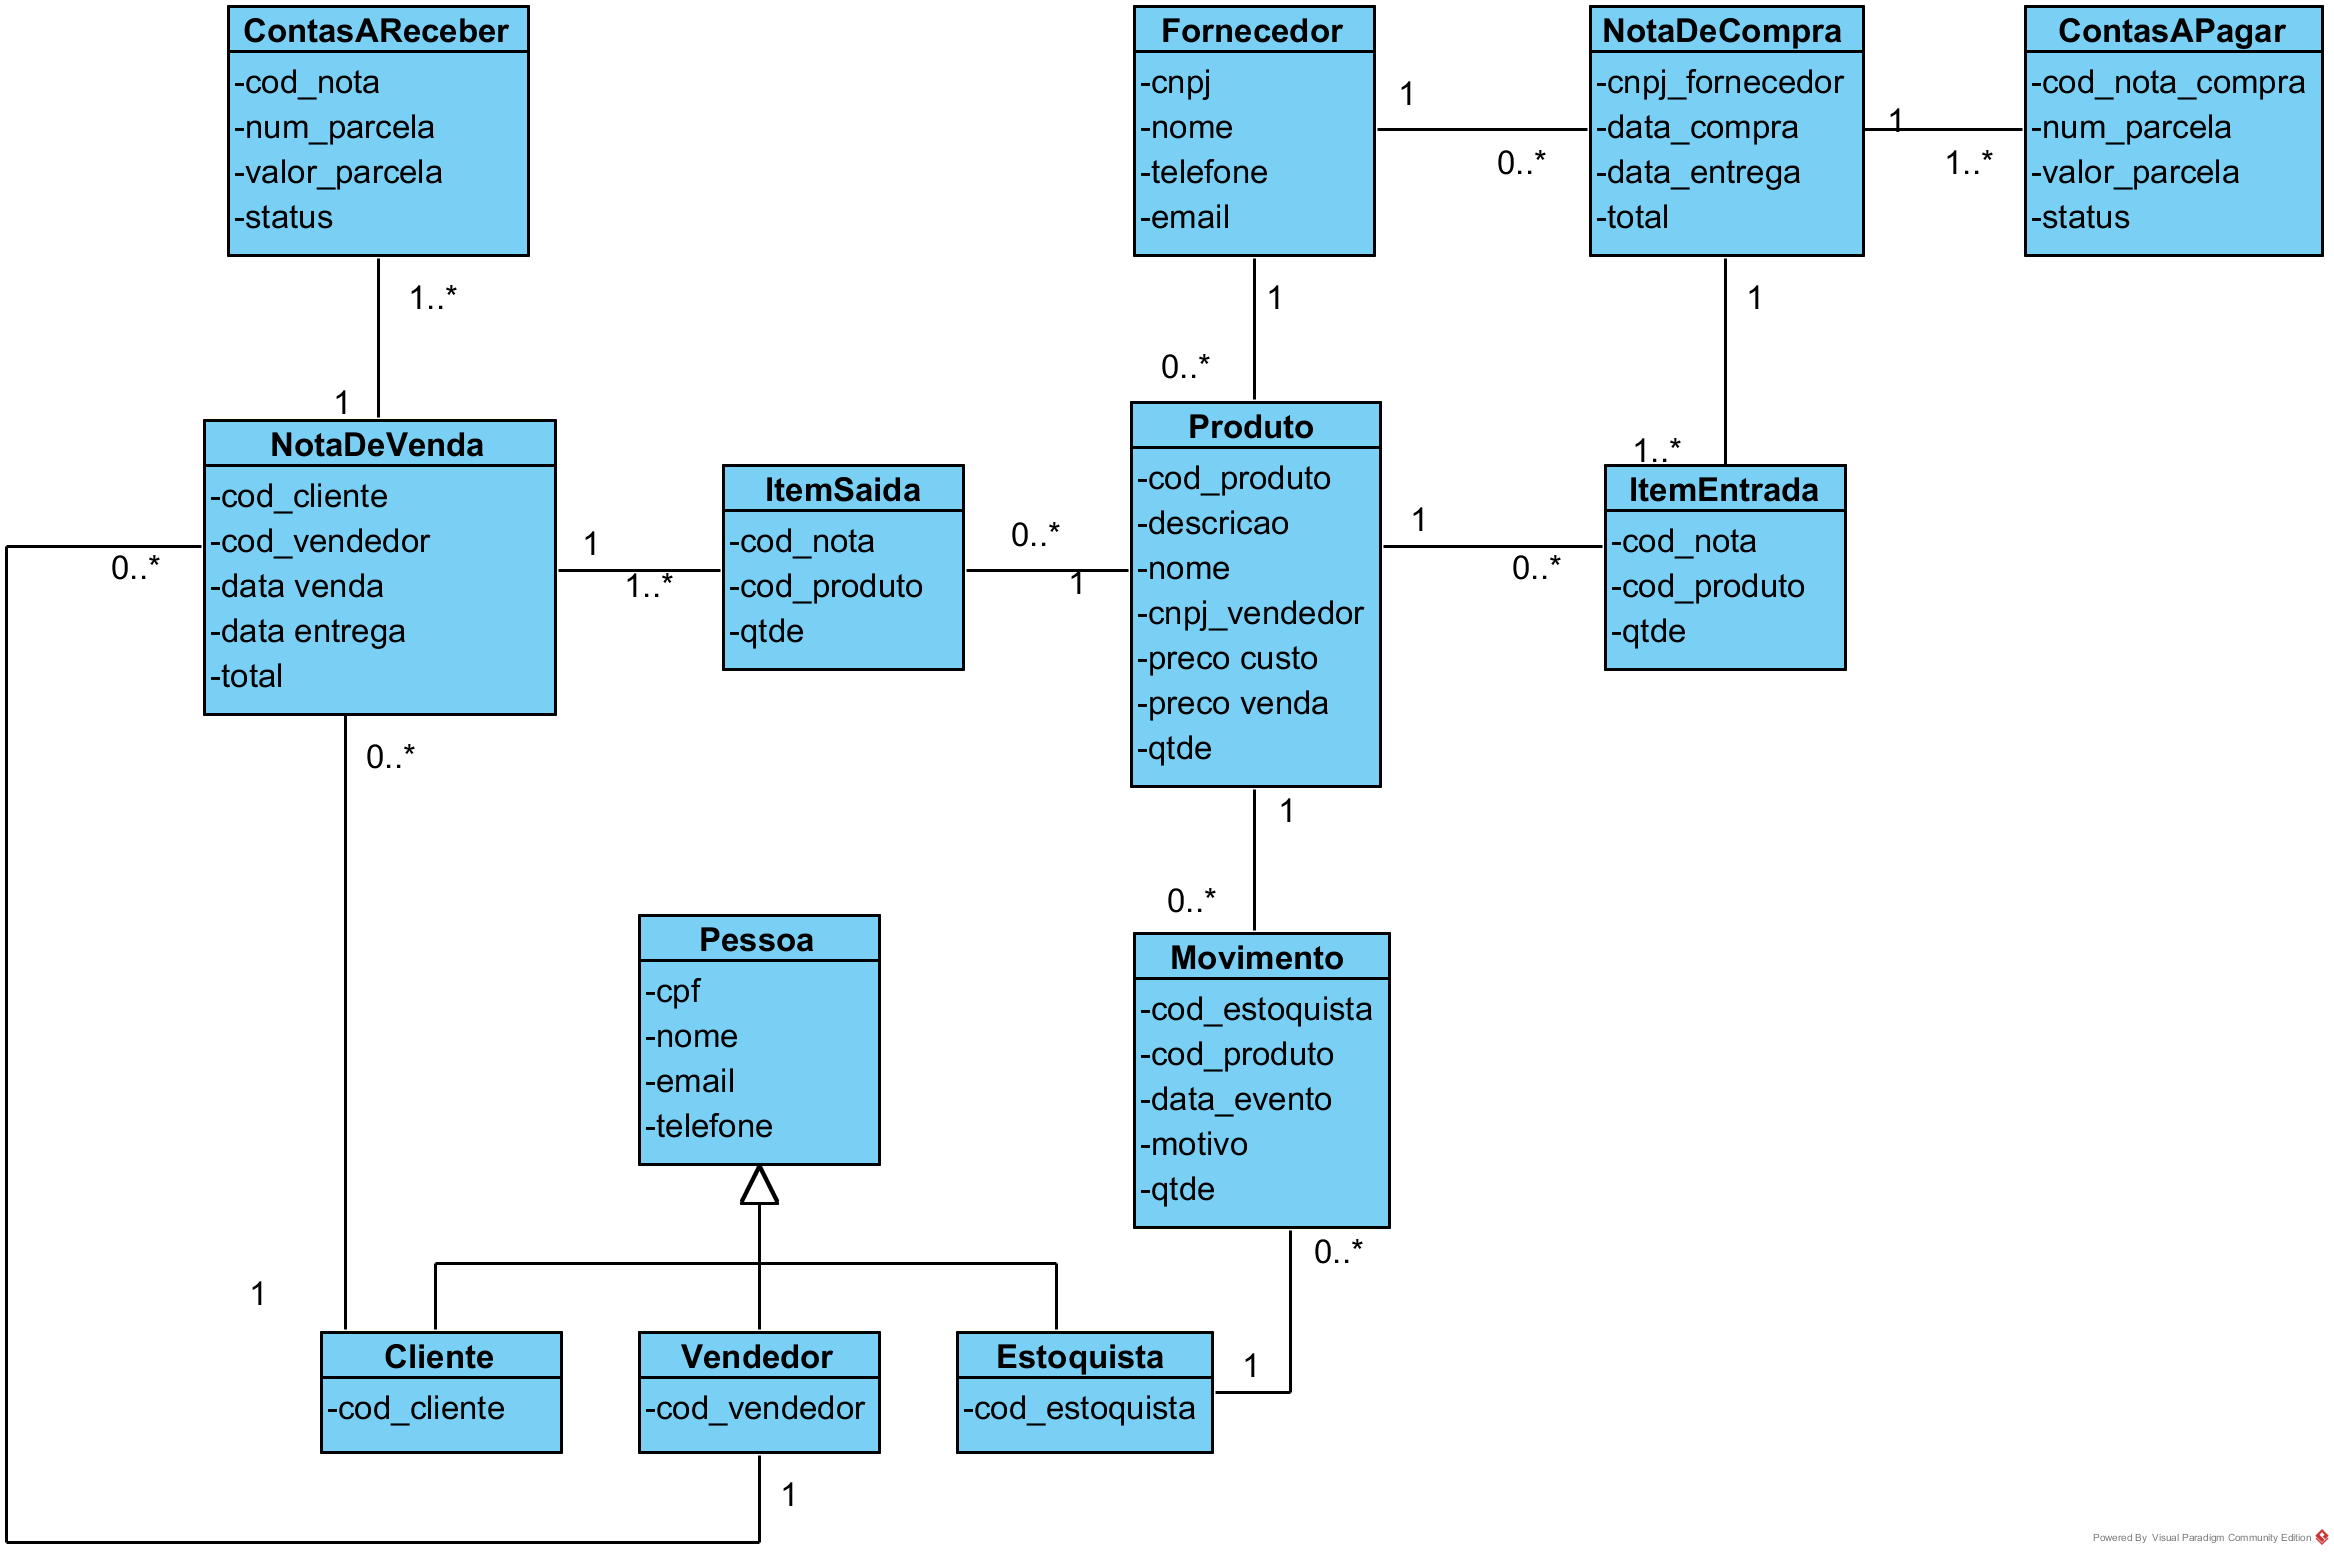 ContasAReceber
-cod_nota
-num_parcela
-valor_parcela
-status
1..*
1
Fornecedor
-cnpj
-nome
-telefone
-email
1
0..*
NotaDeCompra
-cnpj_fornecedor
-data_compra
-data_entrega
-total
1
1..*
ContasAPagar
-cod_nota_compra
-num_parcela
-valor_parcela
-status
1
0..*
1
1..*
NotaDeVenda
-cod_cliente
-cod_vendedor
-data venda
-data entrega
-total
0..*
1
1..*
ItemSaida
-cod_nota
-cod_produto
-qtde
0..*
1
Produto
-cod_produto
-descricao
-nome
-cnpj_vendedor
-preco custo
-preco venda
-qtde
1
0..*
ItemEntrada
-cod_nota
-cod_produto
-qtde
0..*
1
1
0..*
Pessoa
-cpf
-nome
-email
-telefone
Movimento
-cod_estoquista
-cod_produto
-data_evento
-motivo
-qtde
0..*
1
Cliente
-cod_cliente
Vendedor
-cod_vendedor
1
Estoquista
-cod_estoquista
Powered By Visual Paradigm Community Edition